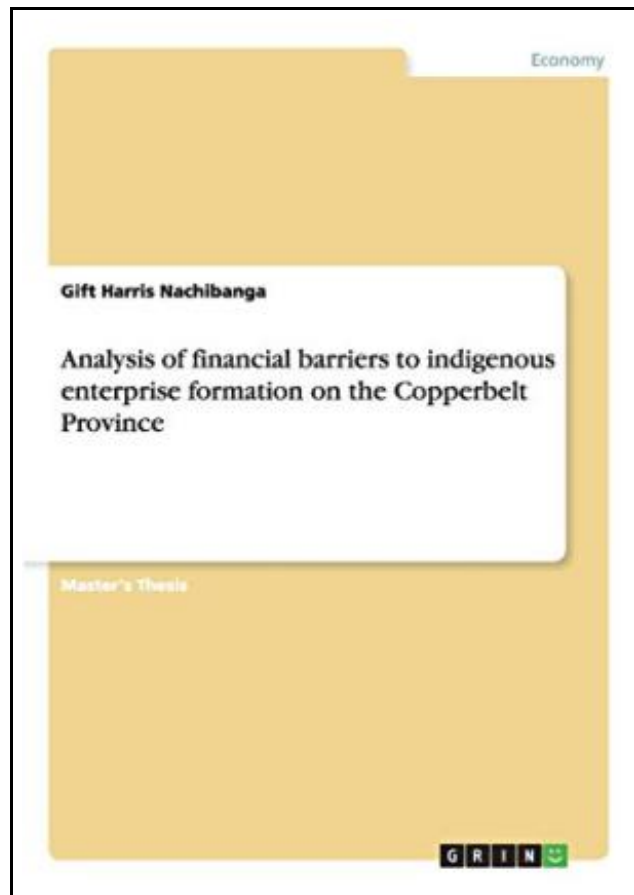 Economy
Gift Harris Nachibanga
Analysis of financial barriers to indigenous
enterprise formation on the Copperbelt
Province
Master's Thesis
GRIN